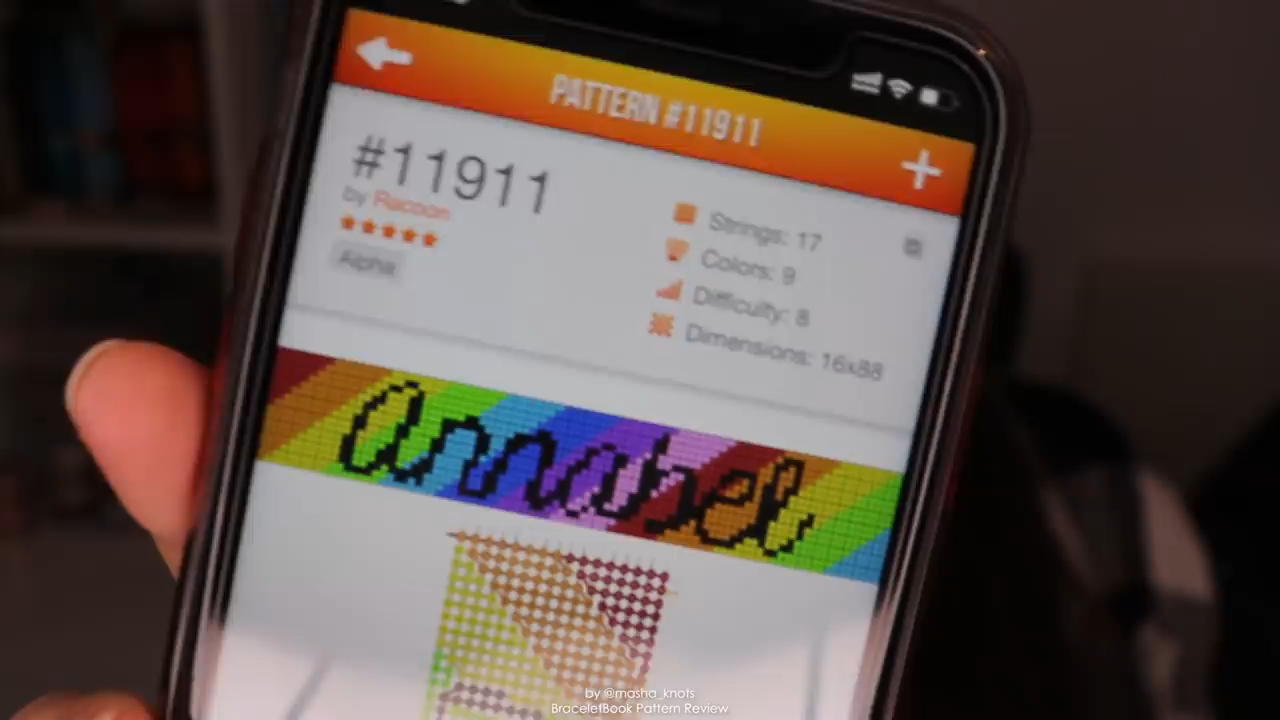 PATTERN #11911
#11911
by Racoon
Alpha
Strings: 17
Colors: 9
Difficulty: 8
Dimensions: 16x88
annabel
by @masha_knots
BraceletBook Pattern Review